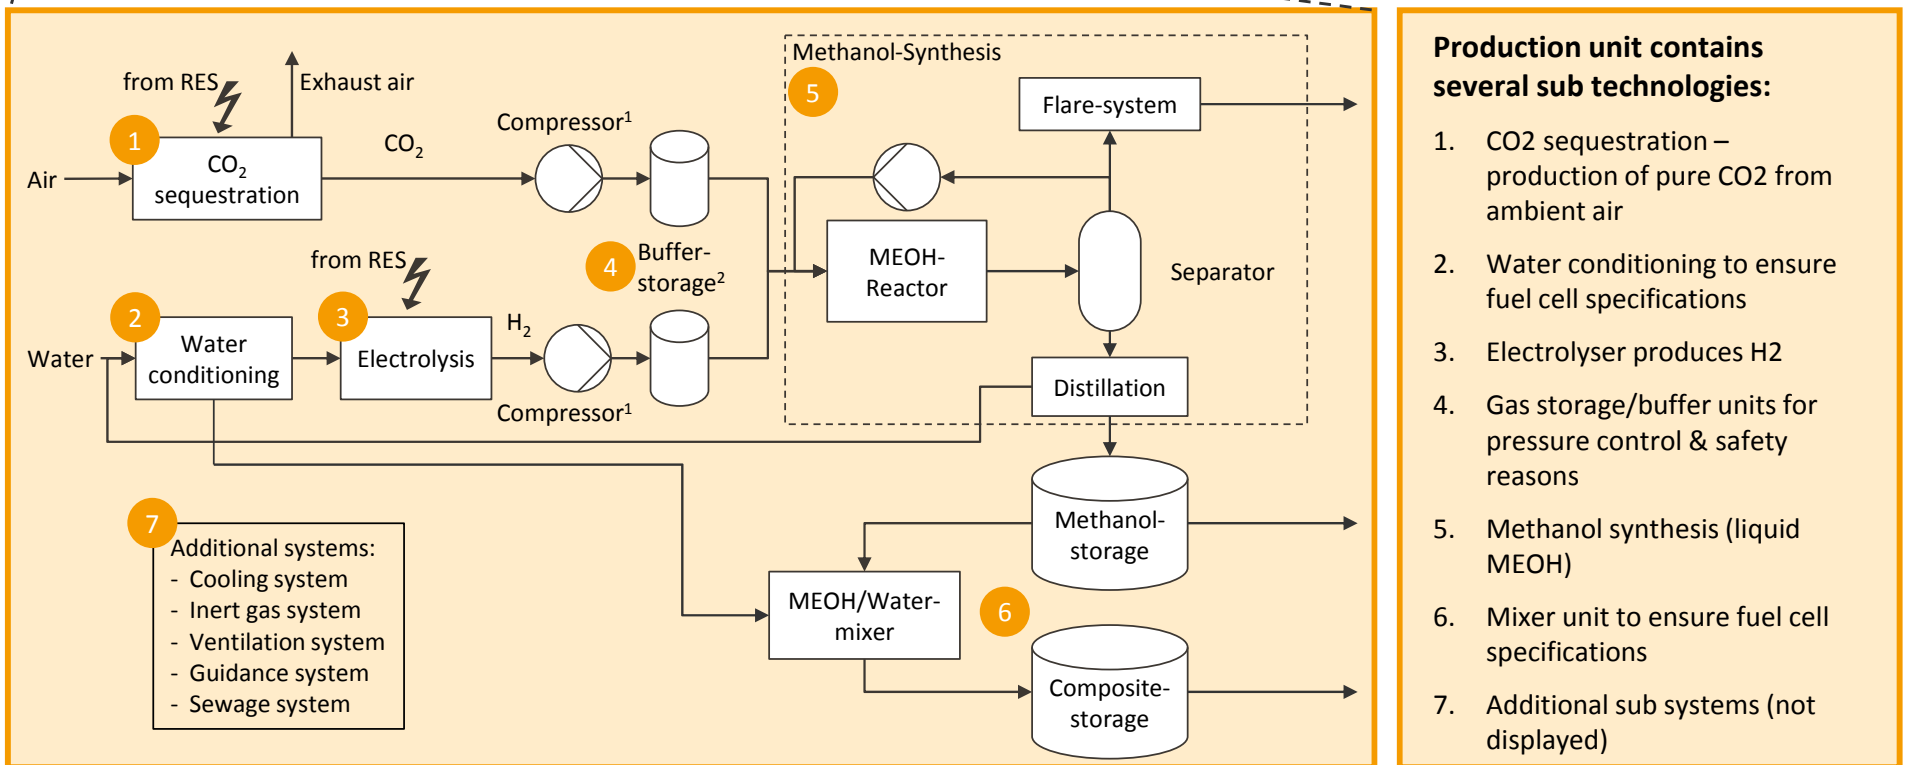 Methanol-Synthesis
5
from RES
Exhaust air
Flare-system
1
Compressor¹
CO₂
Air
CO₂
sequestration
from RES
4
Buffer-
storage²
MEOH-
Reactor
Separator
2
3
H₂
Water
Water
conditioning
Electrolysis
Distillation
Compressor¹
7
Additional systems:
- Cooling system
- Inert gas system
- Ventilation system
- Guidance system
- Sewage system
Methanol-
storage
MEOH/Water-
mixer
6
Composite-
storage
Production unit contains
several sub technologies:
1. CO2 sequestration –
production of pure CO2 from
ambient air
2. Water conditioning to ensure
fuel cell specifications
3. Electrolyser produces H2
4. Gas storage/buffer units for
pressure control & safety
reasons
5. Methanol synthesis (liquid
MEOH)
6. Mixer unit to ensure fuel cell
specifications
7. Additional sub systems (not
displayed)